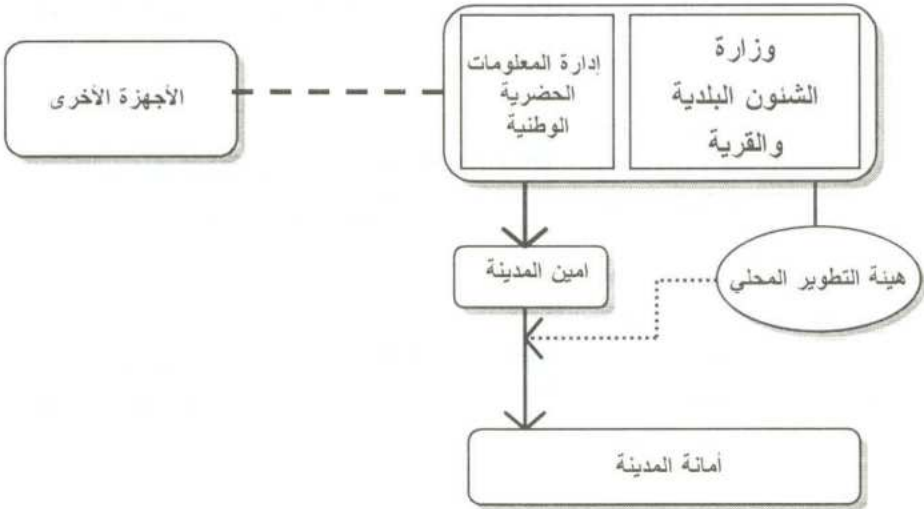 وزارة
الشئون البلدية
والقرية
إدارة المعلومات
الحضرية
الوطنية
الأجهزة الأخرى
امين المدينة
هيئة التطوير المحلي
أمانة المدينة